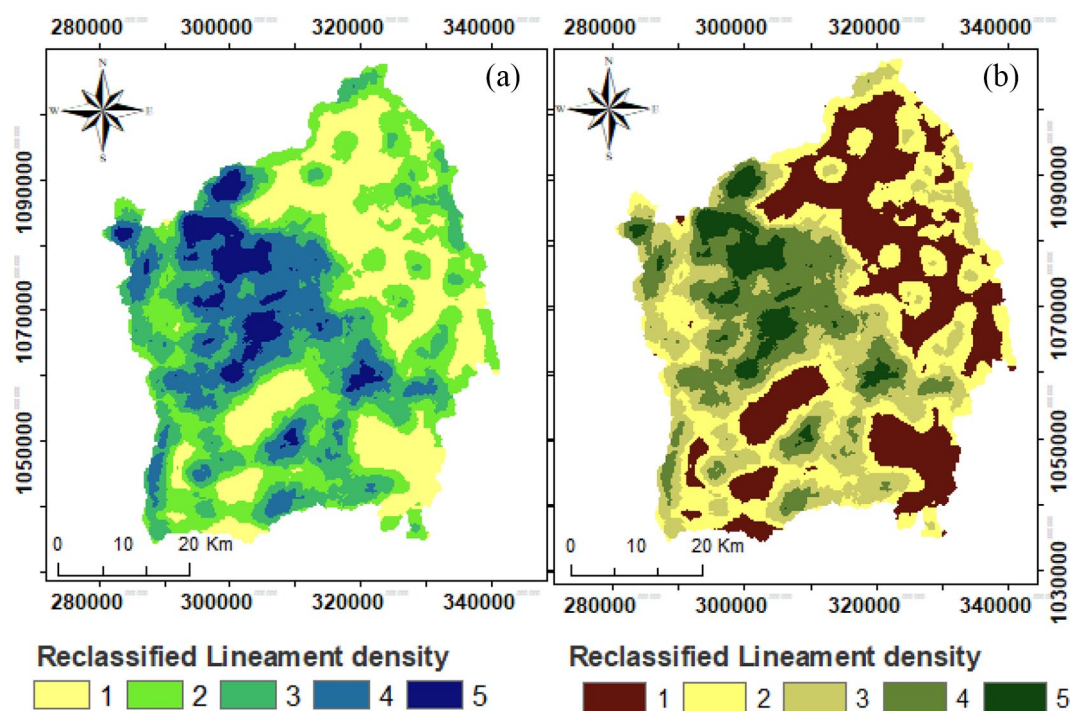 280000 300000 320000 340000 280000 300000 320000 340000
(a) (b)
N N
W E W E
S S
1090000 1090000
1070000 1070000
1050000 1050000
1030000
0 10 20 Km 0 10 20 Km
280000 300000 320000 340000 280000 300000 320000 340000
Reclassified Lineament density Reclassified Lineament density
1 2 3 4 5 1 2 3 4 5